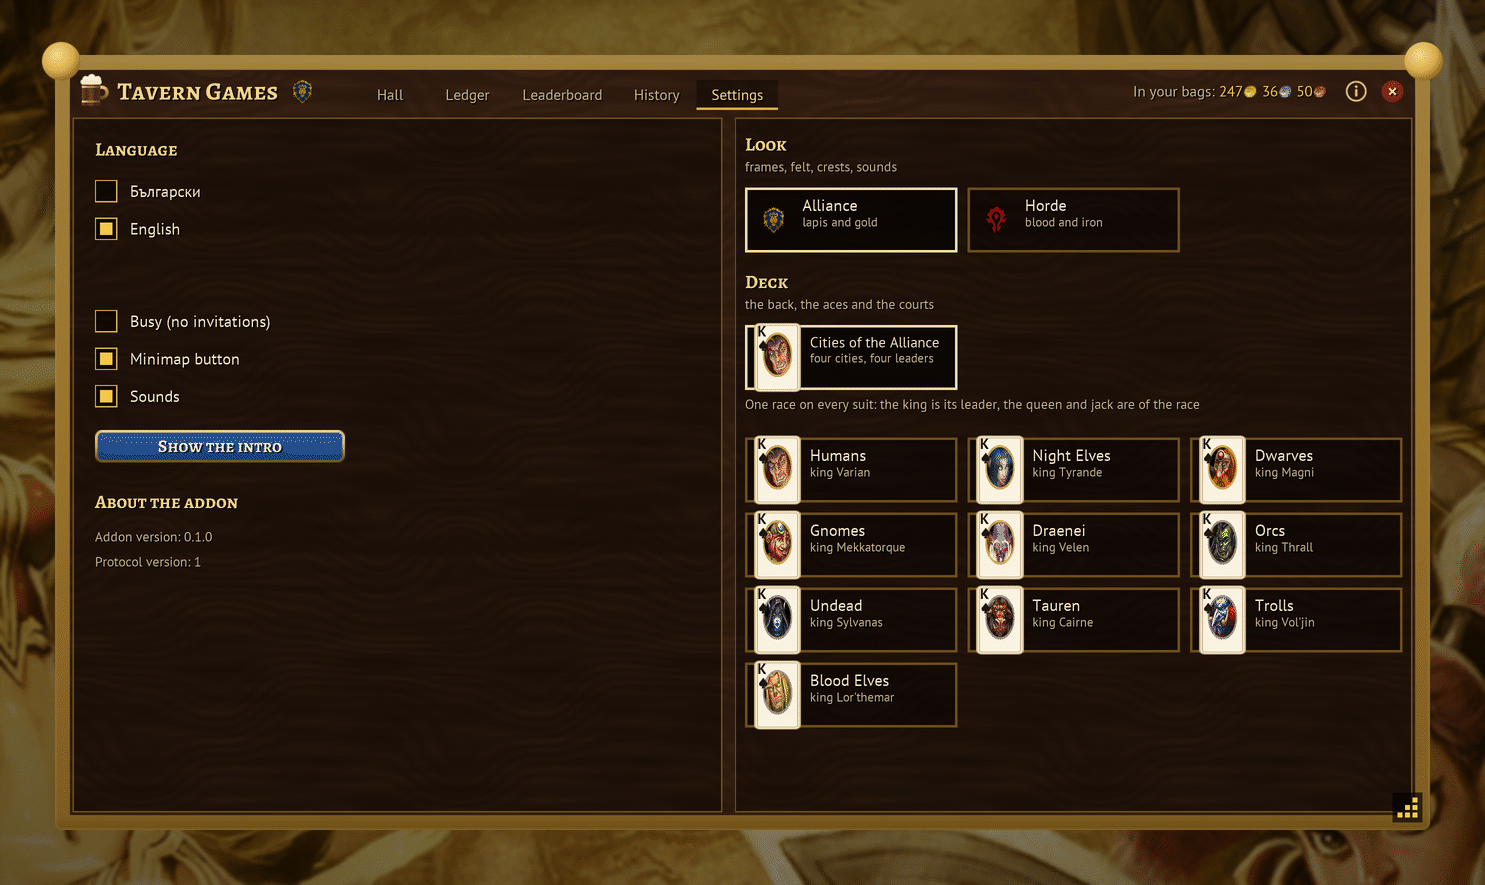 Tavern Games
Hall
Ledger
Leaderboard
History
Settings
In your bags: 247 36 50
Language
Български
English
Busy (no invitations)
Minimap button
Sounds
Show the intro
About the addon
Addon version: 0.1.0
Protocol version: 1
Look
frames, felt, crests, sounds
Alliance
lapis and gold
Horde
blood and iron
Deck
the back, the aces and the courts
K
Cities of the Alliance
four cities, four leaders
One race on every suit: the king is its leader, the queen and jack are of the race
K
Humans
king Varian
K
Night Elves
king Tyrande
K
Dwarves
king Magni
K
Gnomes
king Mekkatorque
K
Draenei
king Velen
K
Orcs
king Thrall
K
Undead
king Sylvanas
K
Tauren
king Cairne
K
Trolls
king Vol'jin
K
Blood Elves
king Lor'themar